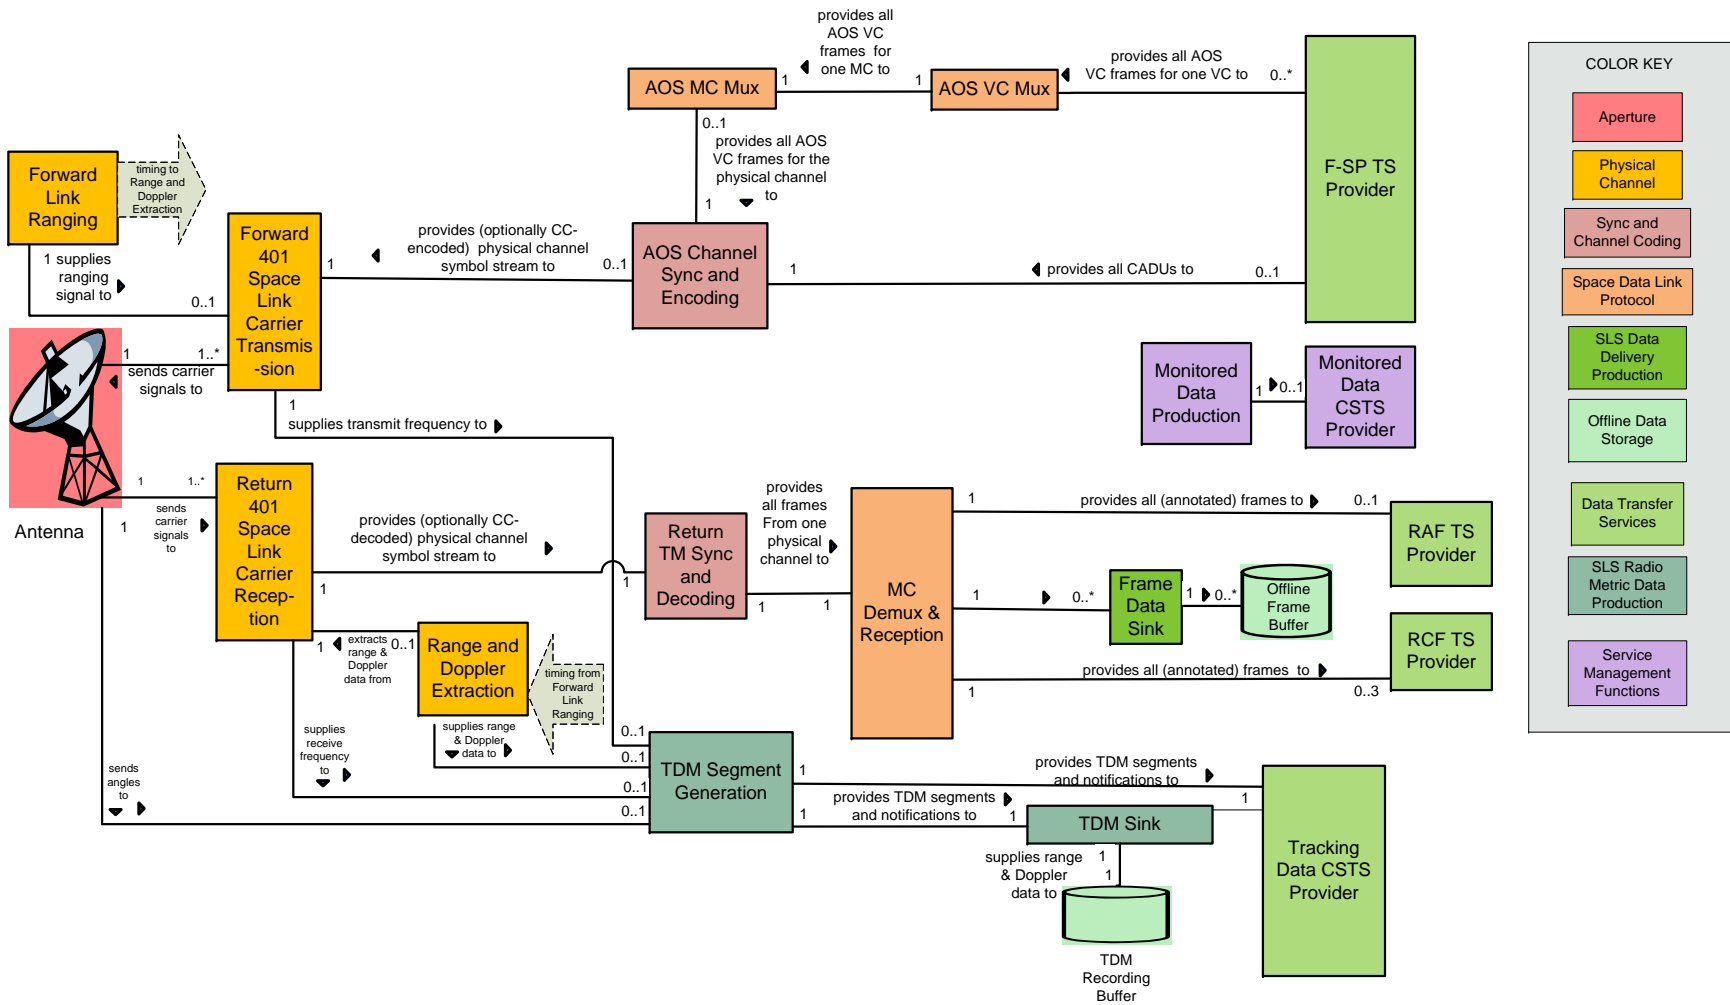 provides all
AOS VC
frames for
one MC to
provides all AOS
VC frames for one VC to
AOS MC Mux
1
1
AOS VC Mux
0..*
0..1
provides all AOS
VC frames for the
physical channel
to
1
F-SP TS
Provider
Forward
Link
Ranging
timing to
Range and
Doppler
Extraction
1 supplies
ranging
signal to
0..1
Forward
401
Space
Link
Carrier
Transmis
-sion
1
provides (optionally CC-
encoded) physical channel
symbol stream to
0..1
AOS Channel
Sync and
Encoding
1
provides all CADUs to
0..1
1
1..*
sends carrier
signals to
1
supplies transmit frequency to
Monitored
Data
Production
1
0..1
Monitored
Data
CSTS
Provider
Antenna
1
1..*
1
sends
carrier
signals
to
Return
401
Space
Link
Carrier
Recep-
tion
provides (optionally CC-
decoded) physical channel
symbol stream to
1
1
Return
TM Sync
and
Decoding
provides
all frames
From one
physical
channel to
1
1
MC
Demux &
Reception
1
provides all (annotated) frames to
0..1
RAF TS
Provider
1
0..*
Frame
Data
Sink
1
0..*
Offline
Frame
Buffer
provides all (annotated) frames to
1
0..3
RCF TS
Provider
1
extracts
range &
Doppler
data from
0..1
Range and
Doppler
Extraction
timing from
Forward
Link
Ranging
supplies range
& Doppler
data to
supplies
receive
frequency
to
sends
angles
to
0..1
0..1
0..1
0..1
TDM Segment
Generation
1
provides TDM segments
and notifications to
1
provides TDM segments
and notifications to
1
1
TDM Sink
supplies range
& Doppler
data to
1
1
TDM
Recording
Buffer
Tracking
Data CSTS
Provider
COLOR KEY
Aperture
Physical
Channel
Sync and
Channel Coding
Space Data Link
Protocol
SLS Data
Delivery
Production
Offline Data
Storage
Data Transfer
Services
SLS Radio
Metric Data
Production
Service
Management
Functions